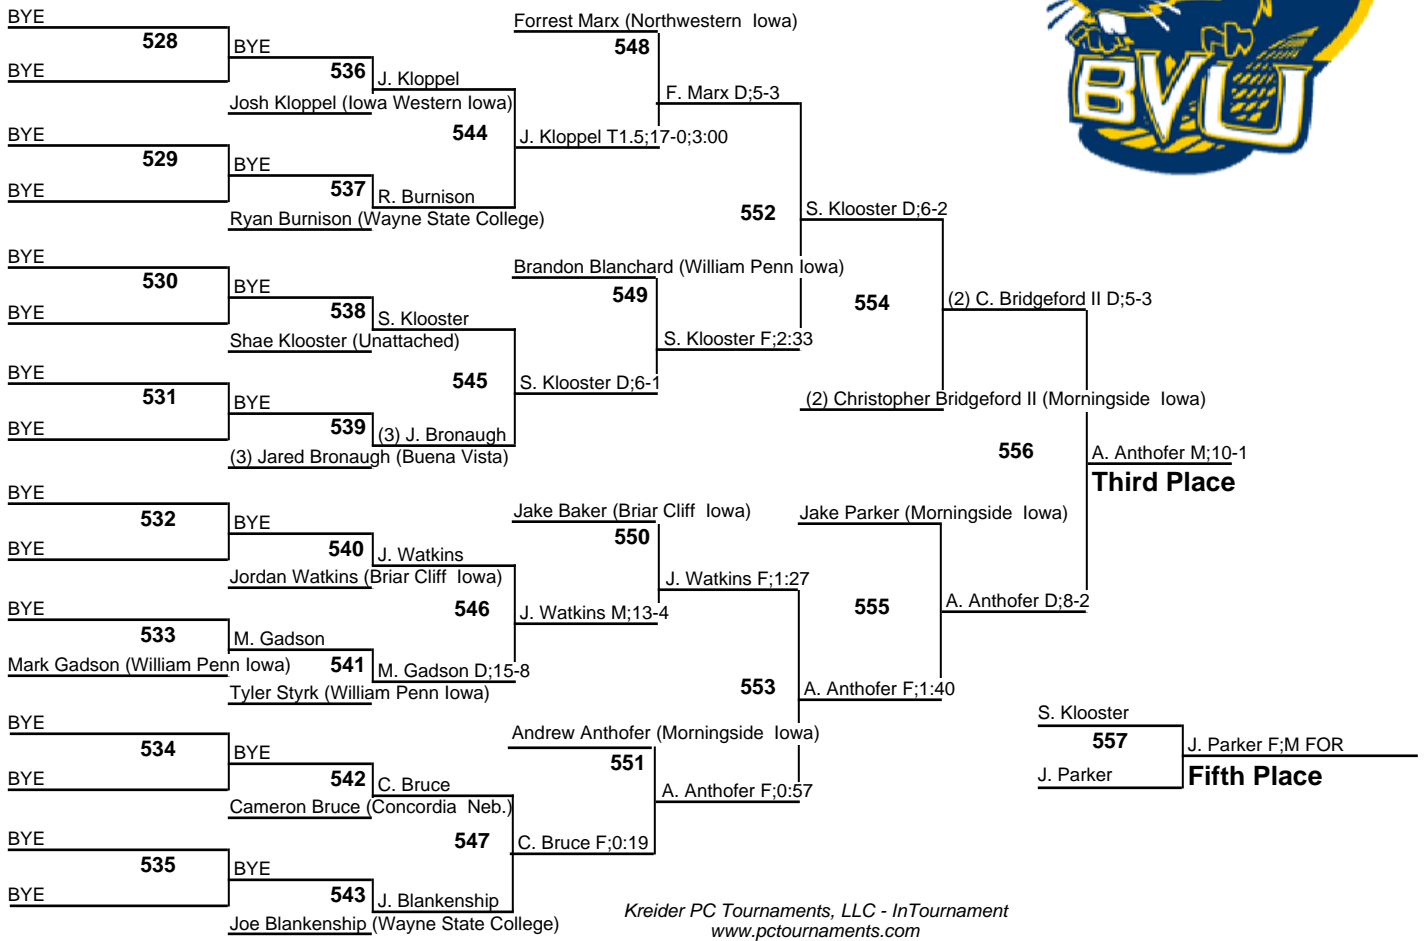 BYE
528
BYE
BYE
536
J. Kloppel
Josh Kloppel (Iowa Western Iowa)
544
BYE
529
BYE
BYE
537
R. Burnison
Ryan Burnison (Wayne State College)
Forrest Marx (Northwestern  Iowa)
548
F. Marx D;5-3
J. Kloppel T1.5;17-0;3:00
552
S. Klooster D;6-2
BYE
530
BYE
BYE
538
S. Klooster
Shae Klooster (Unattached)
545
BYE
531
BYE
BYE
539
(3) J. Bronaugh
(3) Jared Bronaugh (Buena Vista)
Brandon Blanchard (William Penn Iowa)
549
S. Klooster F;2:33
S. Klooster D;6-1
554
(2) C. Bridgeford II D;5-3
(2) Christopher Bridgeford II (Morningside  Iowa)
556
A. Anthofer M;10-1
Third Place
BYE
532
BYE
BYE
540
J. Watkins
Jordan Watkins (Briar Cliff  Iowa)
546
BYE
533
M. Gadson
Mark Gadson (William Penn Iowa)
541
M. Gadson D;15-8
Tyler Styrk (William Penn Iowa)
Jake Baker (Briar Cliff  Iowa)
550
J. Watkins F;1:27
J. Watkins M;13-4
553
A. Anthofer F;1:40
Jake Parker (Morningside  Iowa)
555
A. Anthofer D;8-2
BYE
534
BYE
BYE
542
C. Bruce
Cameron Bruce (Concordia  Neb.)
547
BYE
535
BYE
BYE
543
J. Blankenship
Joe Blankenship (Wayne State College)
Andrew Anthofer (Morningside  Iowa)
551
A. Anthofer F;0:57
C. Bruce F;0:19
S. Klooster
557
J. Parker F;M FOR
J. Parker
Fifth Place
Kreider PC Tournaments, LLC - InTournament
www.pctournaments.com
BVU